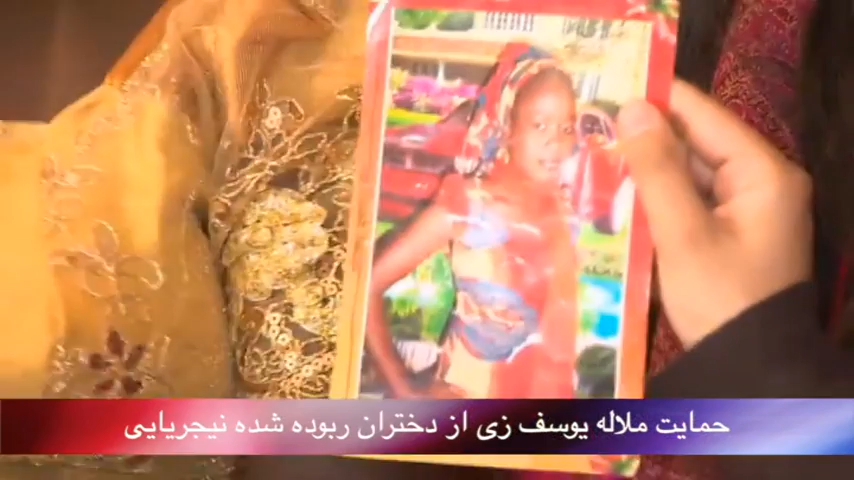 حمایت ملاله یوسف زی از دختران ربوده شده نیجریایی